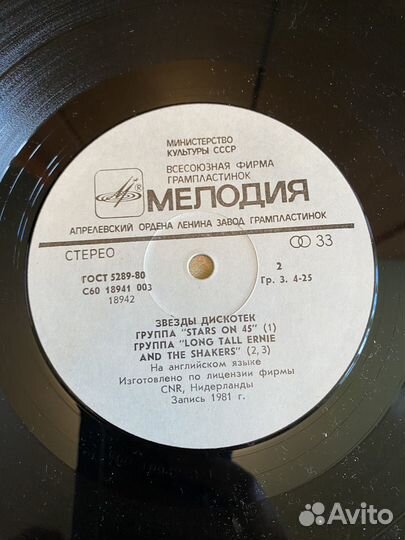 МИНИСТЕРСТВО
КУЛЬТУРЫ СССР
ВСЕСОЮЗНАЯ ФИРМА
ГРАМПЛАСТИНОК
® МЕЛОДИЯ
АПРЕЛЕВСКИЙ ОРДЕНА ЛЕНИНА ЗАВОД ГРАМПЛАСТИНОК
СТЕРЕО 33
ГОСТ 5289-80 2
С60 18941 003 Гр. 3. 4-25
18942
ЗВЕЗДЫ ДИСКОТЕК
ГРУППА "STARS ON 45" (1)
ГРУППА "LONG TALL ERNIE
AND THE SHAKERS" (2, 3)
На английском языке
Изготовлено по лицензии фирмы
CNR, Нидерланды
Запись 1981 г.
Avito